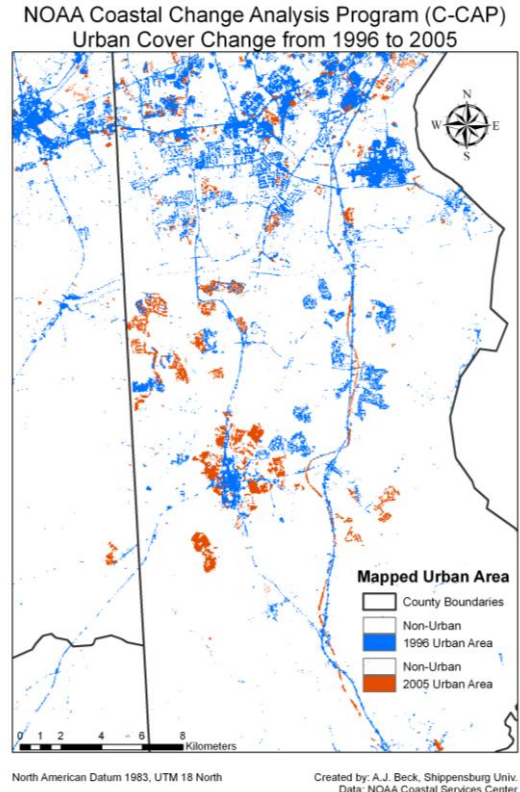 NOAA Coastal Change Analysis Program (C-CAP)
Urban Cover Change from 1996 to 2005
N
W E
S
Mapped Urban Area
County Boundaries
Non-Urban
1996 Urban Area
Non-Urban
2005 Urban Area
0 1 2 4 6 8
Kilometers
North American Datum 1983, UTM 18 North
Created by: A.J. Beck, Shippensburg Univ.
Data: NOAA Coastal Services Center